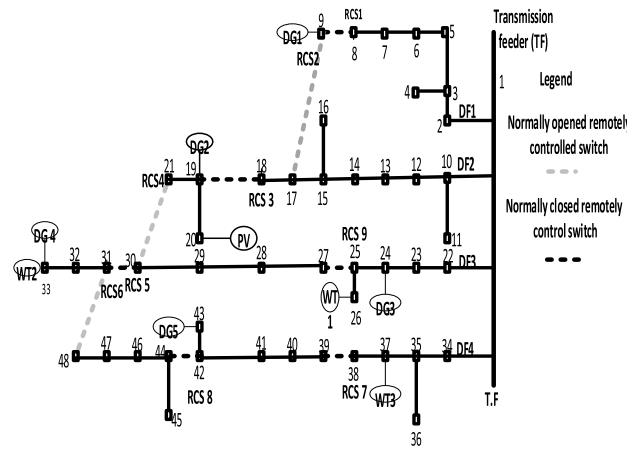 Transmission
feeder (TF)
1
Legend
Normally opened remotely
controlled switch
Normally closed remotely
control switch
T.F
9
RCS1
5
DG1
8
7
6
RCS2
4
3
2
DF1
16
DG2
21
19
18
14
13
12
10
DF2
RCS4
RCS 3
17
15
20
PV
11
DG 4
RCS 9
32
31
30
29
28
27
25
24
23
22
DF3
WT2
33
RCS6
RCS 5
WT
1
26
DG3
43
DG5
48
47
46
44
42
41
40
39
37
35
34
DF4
38
RCS 7
WT3
RCS 8
45
36